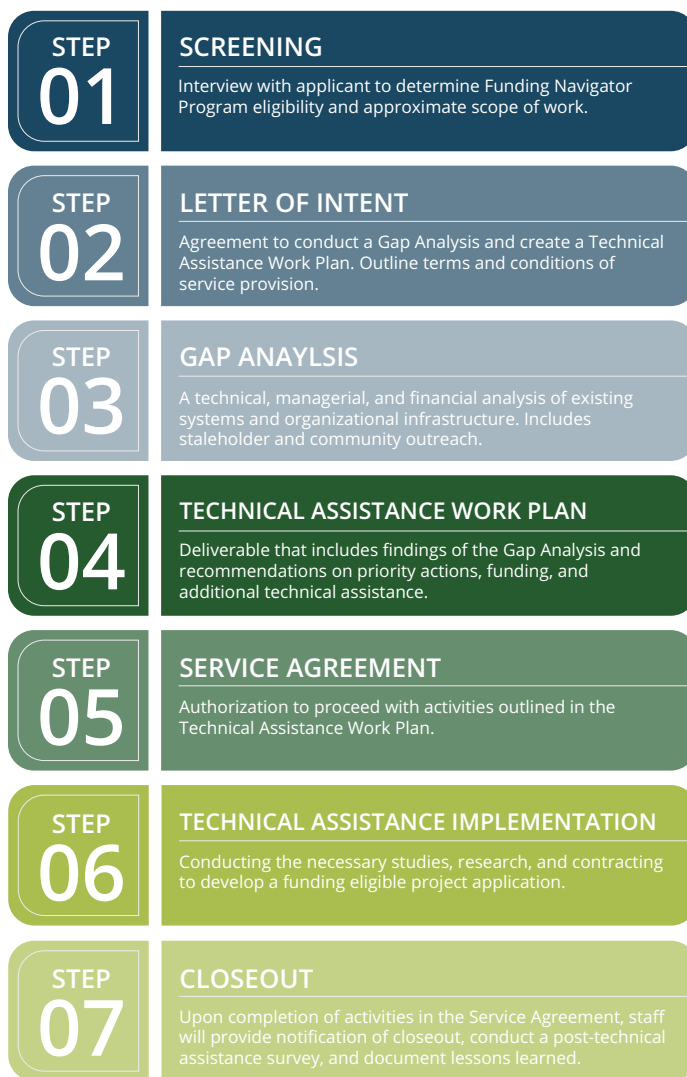 STEP
01
SCREENING
Interview with applicant to determine Funding Navigator
Program eligibility and approximate scope of work.
STEP
02
LETTER OF INTENT
Agreement to conduct a Gap Analysis and create a Technical
Assistance Work Plan. Outline terms and conditions of
service provision.
STEP
03
GAP ANAYLSIS
A technical, managerial, and financial analysis of existing
systems and organizational infrastructure. Includes
staleholder and community outreach.
STEP
04
TECHNICAL ASSISTANCE WORK PLAN
Deliverable that includes findings of the Gap Analysis and
recommendations on priority actions, funding, and
additional technical assistance.
STEP
05
SERVICE AGREEMENT
Authorization to proceed with activities outlined in the
Technical Assistance Work Plan.
STEP
06
TECHNICAL ASSISTANCE IMPLEMENTATION
Conducting the necessary studies, research, and contracting
to develop a funding eligible project application.
STEP
07
CLOSEOUT
Upon completion of activities in the Service Agreement, staff
will provide notification of closeout, conduct a post-technical
assistance survey, and document lessons learned.